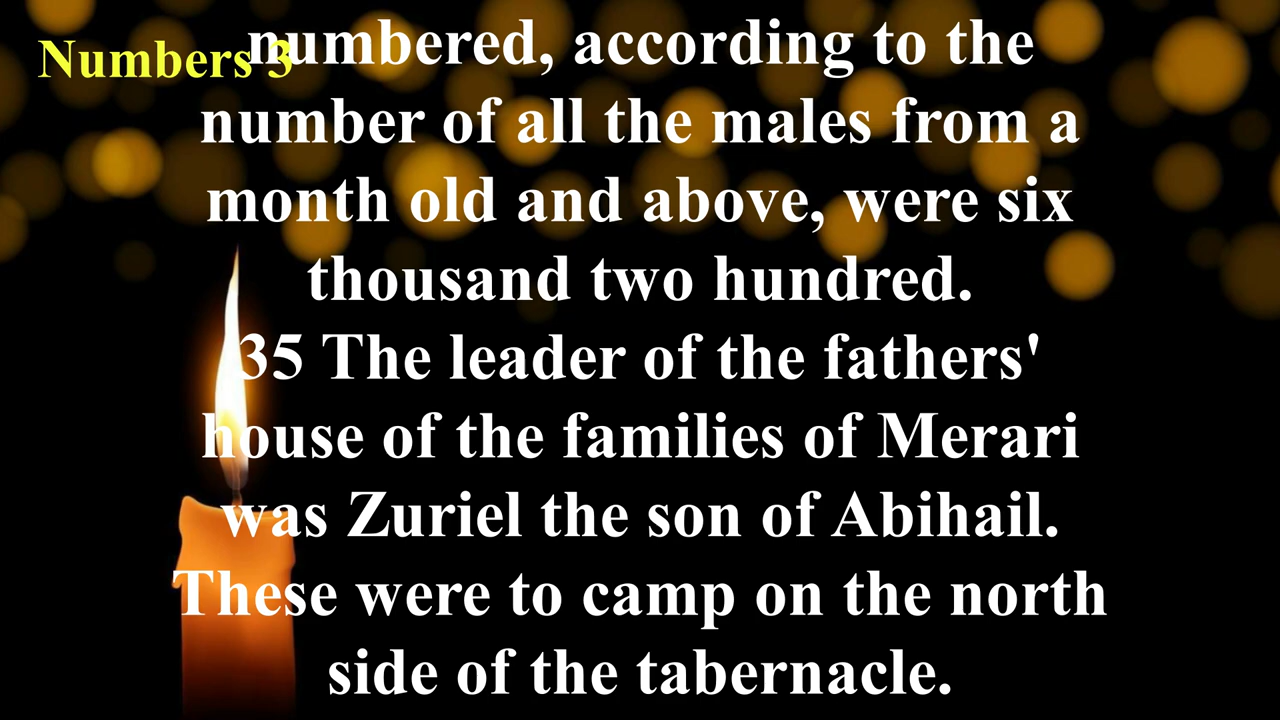 Numbers 3
numbered, according to the
number of all the males from a
month old and above, were six
thousand two hundred.
35 The leader of the fathers'
house of the families of Merari
was Zuriel the son of Abihail.
These were to camp on the north
side of the tabernacle.